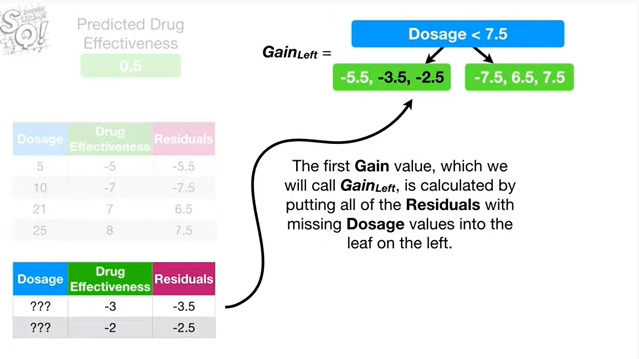 SQ!
Predicted Drug
Effectiveness
0.5
Gain Left =
Dosage < 7.5
-5.5, -3.5, -2.5
-7.5, 6.5, 7.5
Dosage Drug Effectiveness Residuals
5 -5 -5.5
10 -7 -7.5
21 7 6.5
25 8 7.5
The first Gain value, which we
will call GainLeft, is calculated by
putting all of the Residuals with
missing Dosage values into the
leaf on the left.
Dosage Drug Effectiveness Residuals
??? -3 -3.5
??? -2 -2.5